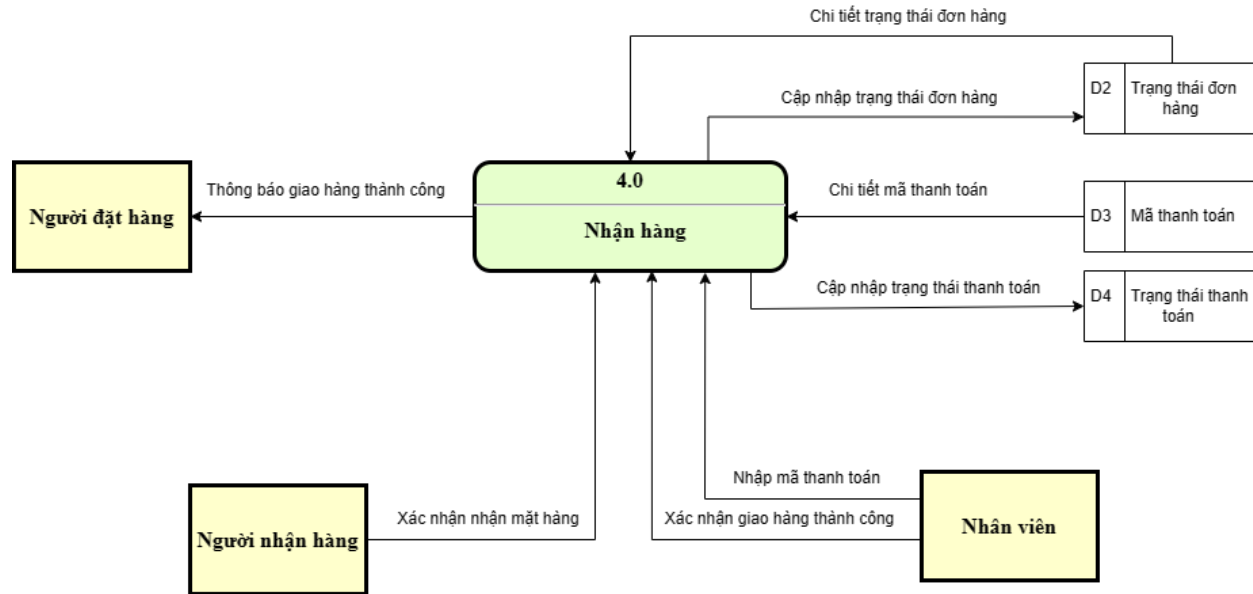 Chi tiết trạng thái đơn hàng
D2
Trạng thái đơn
hàng
Cập nhập trạng thái đơn hàng
4.0
Nhận hàng
Thông báo giao hàng thành công
Người đặt hàng
Chi tiết mã thanh toán
D3
Mã thanh toán
Cập nhập trạng thái thanh toán
D4
Trạng thái thanh
toán
Nhập mã thanh toán
Xác nhận nhận mặt hàng
Xác nhận giao hàng thành công
Người nhận hàng
Nhân viên